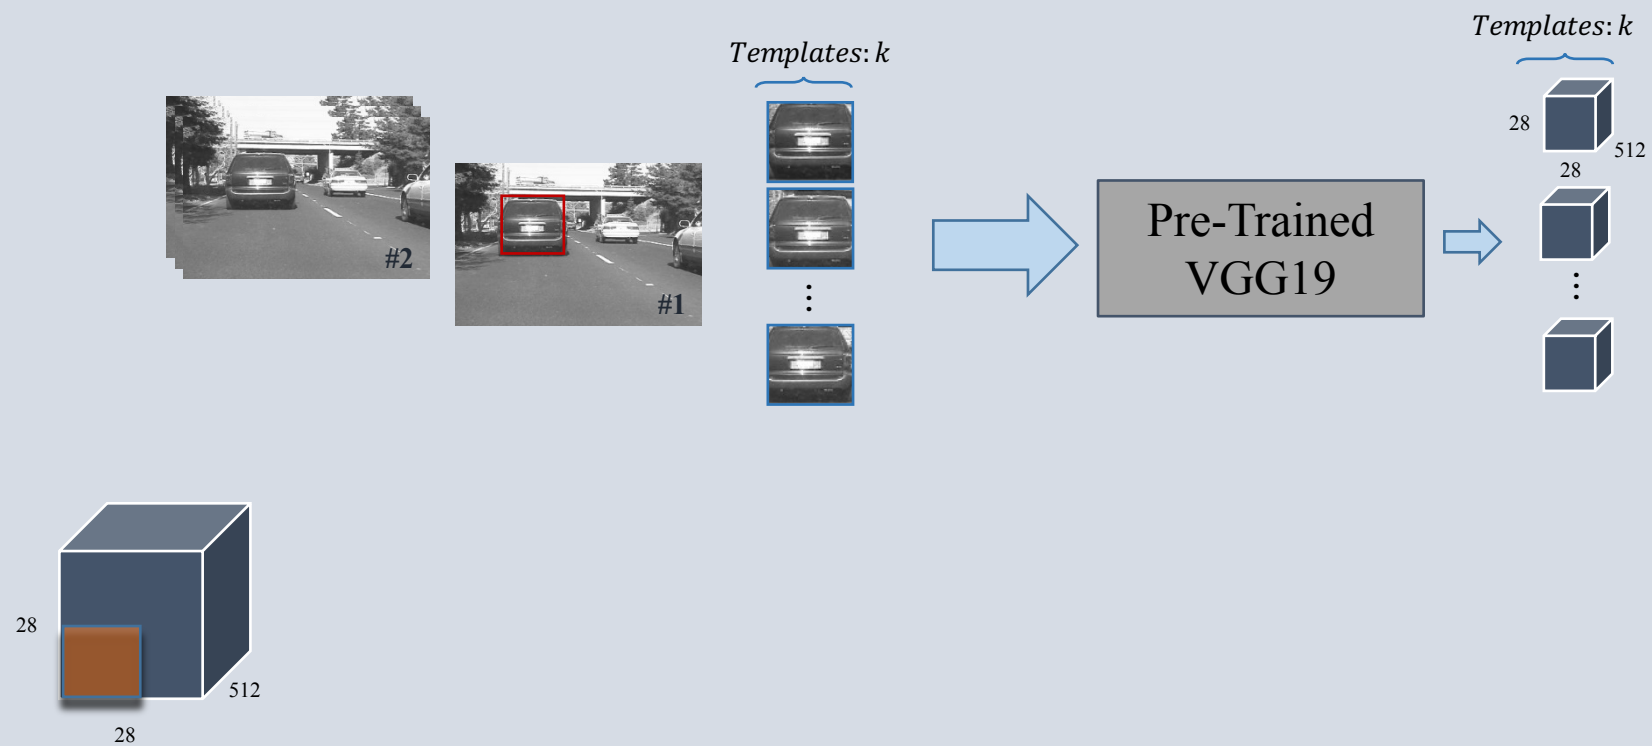 Templates: k
Templates: k
28
512
28
#2
#1
Pre-Trained
VGG19
⋮
⋮
28
512
28